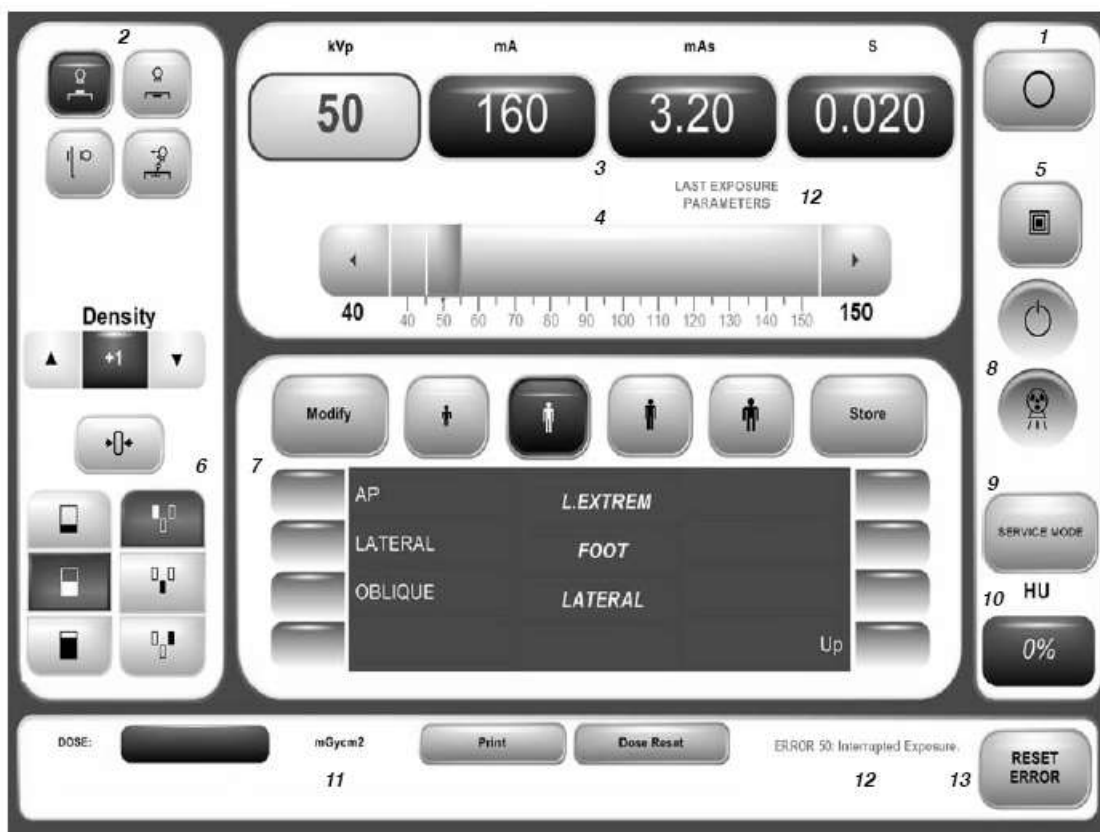 2
kVp mA mAs S
1
50 160 3.20 0.020
3
5
LAST EXPOSURE
PARAMETERS
12
4
40 40 50 60 70 80 90 100 110 120 130 140 150 150
Density
+1
8
Modify
Store
6
7
9
AP L.EXTREM
SERVICE MODE
LATERAL FOOT
OBLIQUE LATERAL
10 HU
Up
0%
DOSE: mGycm2 Print Dose Reset ERROR 50: Interrupted Exposure.
RESET
ERROR
11 12 13